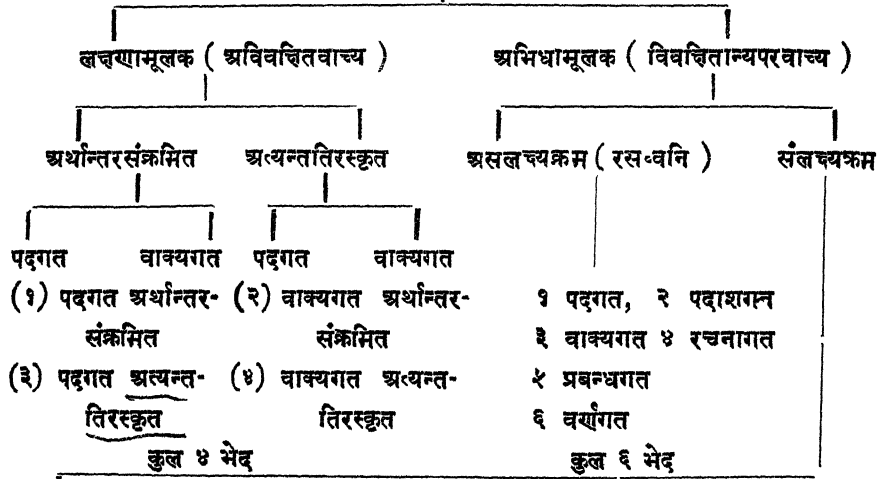 लक्षणामूलक ( अविवक्षितवाच्य ) अभिधामूलक ( विवक्षितान्यपरवाच्य )
अर्थान्तरसंक्रमित अत्यन्ततिरस्कृत असलक्ष्यक्रम ( रसध्वनि ) संलक्ष्यक्रम
पदगत वाक्यगत पदगत वाक्यगत
(१) पदगत अर्थान्तर- (२) वाक्यगत अर्थान्तर- १ पदगत, २ पदाशगत
संक्रमित संक्रमित ३ वाक्यगत ४ रचनागत
(३) पदगत अत्यन्त- (४) वाक्यगत अत्यन्त- ५ प्रबन्धगत
तिरस्कृत तिरस्कृत ६ वर्णगत
कुल ४ भेद कुल ६ भेद